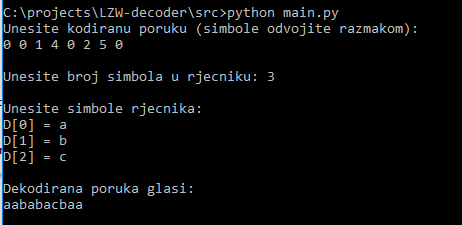 C:\projects\LZW-decoder\src>python main.py
Unesite kodiranu poruku (simbole odvojite razmakom):
0 0 1 4 0 2 5 0
Unesite broj simbola u rjecniku: 3
Unesite simbole rjecnika:
D[0] = a
D[1] = b
D[2] = c
Dekodirana poruka glasi:
aababacbaa